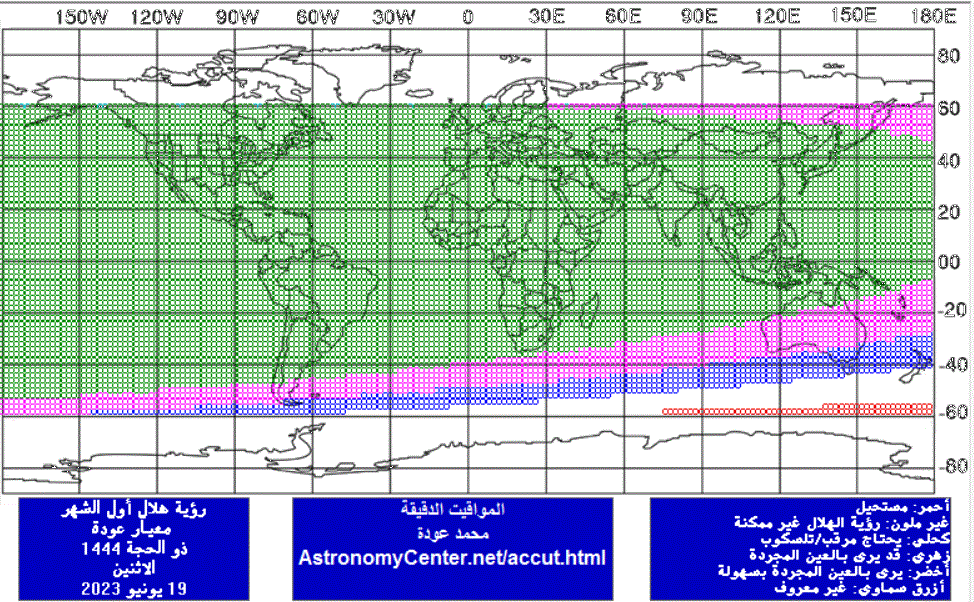 150W 120W 90W 60W 30W 0 30E 60E 90E 120E 150E 180E
80
60
40
20
00
-20
-40
-60
-80
رؤية هلال أول الشهر
معيار عودة
ذو الحجة 1444
الاثنين
19 يونيو 2023
المواقيت الدقيقة
محمد عودة
AstronomyCenter.net/accut.html
أحمر: مستحيل
غير ملون: رؤية الهلال غير ممكنة
كحلي: يحتاج مرقب/تلسكوب
زهري: قد يرى بالعين المجردة
أخضر: يرى بالعين المجردة بسهولة
أزرق سماوي: غير معروف